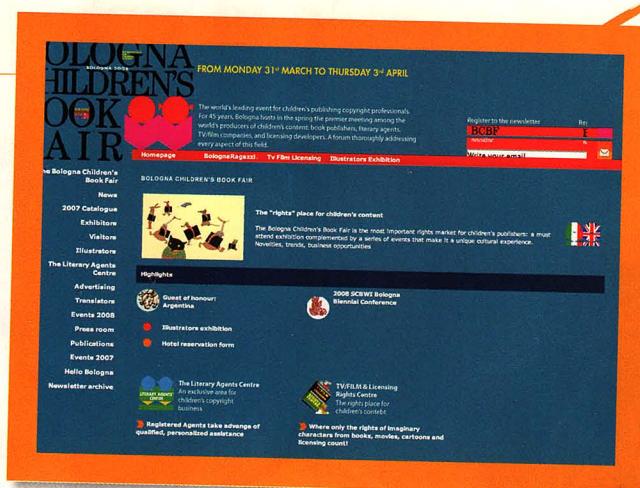 OLOGNA
BOLOGNA 2008
HILDREN'S
OOK
AIR
FROM MONDAY 31st MARCH TO THURSDAY 3rd APRIL
The world's leading event for children's publishing copyright professionals.
For 45 years, Bologna hosts in the spring the premier meeting among the
world's producers of children's content: book publishers, literary agents,
TV/film companies, and licensing developers. A forum thoroughly addressing
every aspect of this field.
Register to the newsletter
BCBF
newsletter
Write your email
Homepage
BolognaRagazzi.
Tv Film Licensing
Illustrators Exhibition
he Bologna Children's
Book Fair
News
2007 Catalogue
Exhibitors
Visitors
Illustrators
The Literary Agents
Centre
Advertising
Translators
Events 2008
Press room
Publications
Events 2007
Hello Bologna
Newsletter archive
BOLOGNA CHILDREN'S BOOK FAIR
The "rights" place for children's content
The Bologna Children's Book Fair is the most important rights market for children's publishers: a must
attend exhibition complemented by a series of events that make it a unique cultural experience.
Novelties, trends, business opportunities
Highlights
Guest of honour:
Argentina
2008 SCBWI Bologna
Biennial Conference
Illustrators exhibition
Hotel reservation form
LITERARY AGENTS
CENTER
The Literary Agents Centre
An exclusive area for
children's copyright
business
Registered Agents take advange of
qualified, personalized assistance
TV/FILM & Licensing
Rights Centre
The rights place for
children's contebt
Where only the rights of imaginary
characters from books, movies, cartoons and
licensing count!